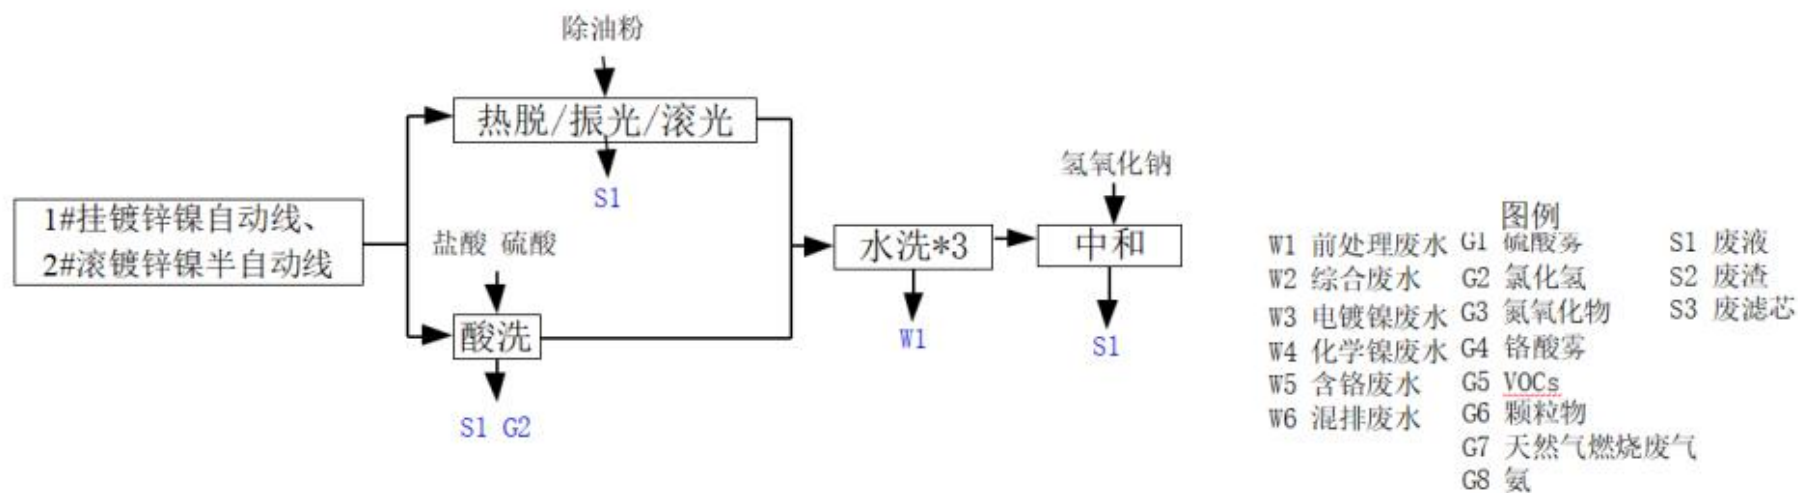 除油粉
热脱/振光/滚光
S1
1#挂镀锌镍自动线、
2#滚镀锌镍半自动线
盐酸 硫酸
酸洗
S1 G2
水洗*3
W1
氢氧化钠
中和
S1
图例
W1 前处理废水 G1 硫酸雾 S1 废液
W2 综合废水 G2 氯化氢 S2 废渣
W3 电镀镍废水 G3 氮氧化物 S3 废滤芯
W4 化学镍废水 G4 铬酸雾
W5 含铬废水 G5 VOCs
W6 混排废水 G6 颗粒物
G7 天然气燃烧废气
G8 氨